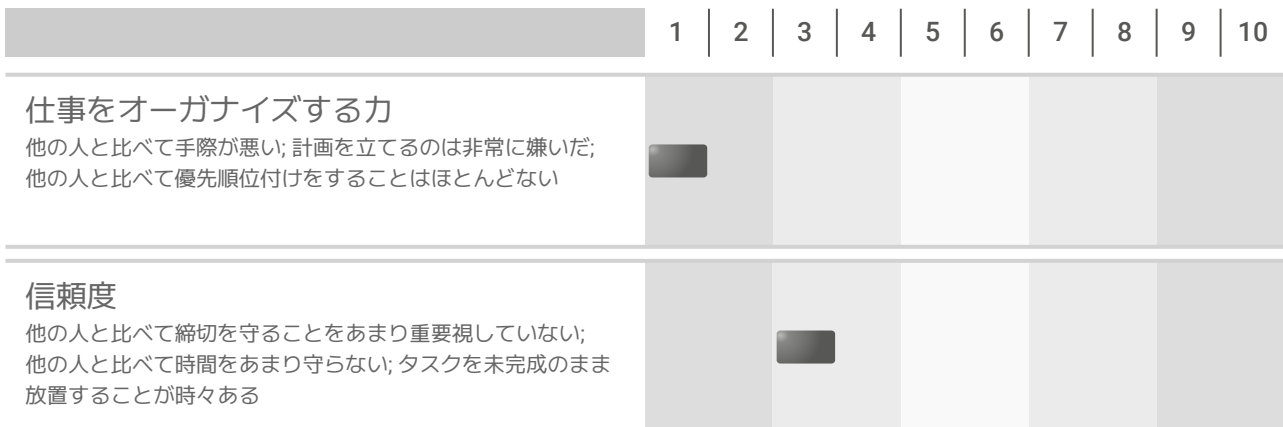 1 2 3 4 5 6 7 8 9 10
仕事をオーガナイズする力
他の人と比べて手際が悪い; 計画を立てるのは非常に嫌いだ;
他の人と比べて優先順位付けをすることはほとんどない
信頼度
他の人と比べて締切を守ることをあまり重要視していない;
他の人と比べて時間をあまり守らない; タスクを未完成のまま
放置することが時々ある